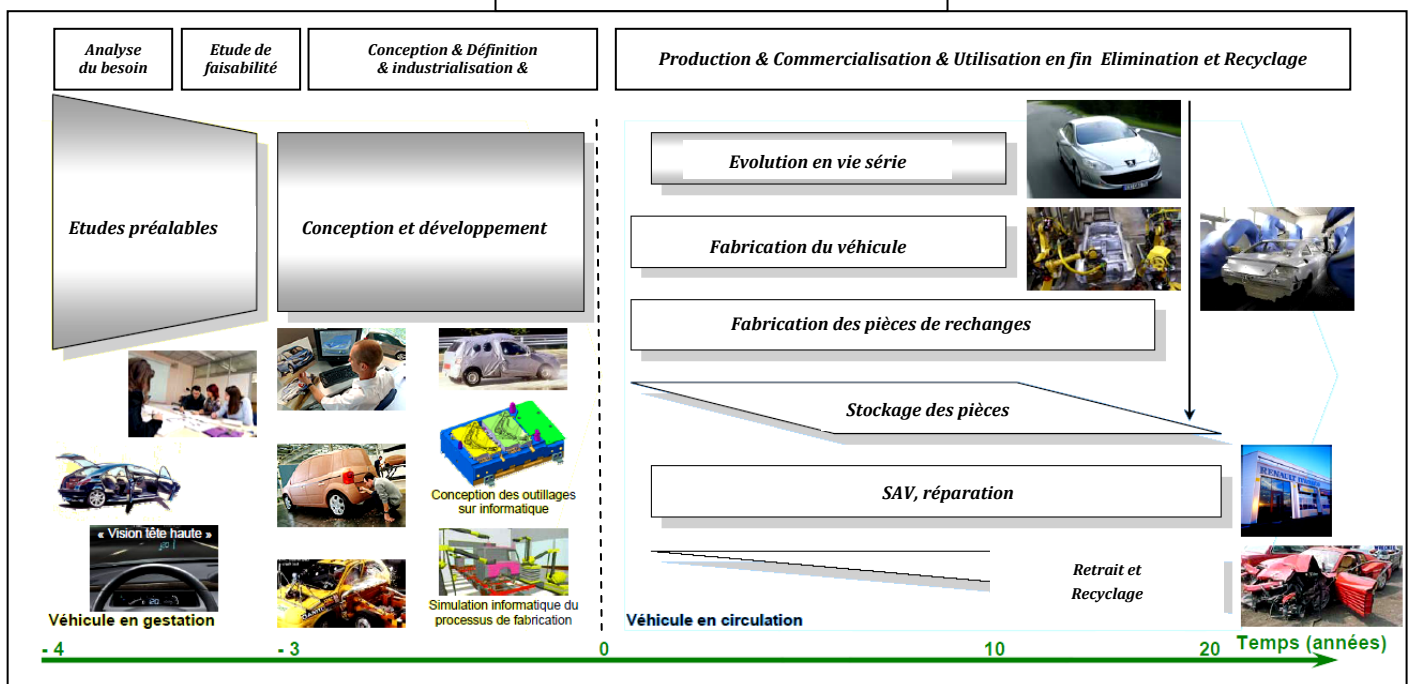 Analyse
du besoin
Etude de
faisabilité
Conception & Définition
& industrialisation &
Production & Commercialisation & Utilisation en fin Elimination et Recyclage
Etudes préalables
Conception et développement
Evolution en vie série
Fabrication du véhicule
Fabrication des pièces de rechanges
Stockage des pièces
SAV, réparation
Retrait et
Recyclage
Conception des outillages
sur informatique
« Vision tête haute »
120
Simulation informatique du
processus de fabrication
Véhicule en gestation
Véhicule en circulation
- 4
- 3
0
10
20
Temps (années)